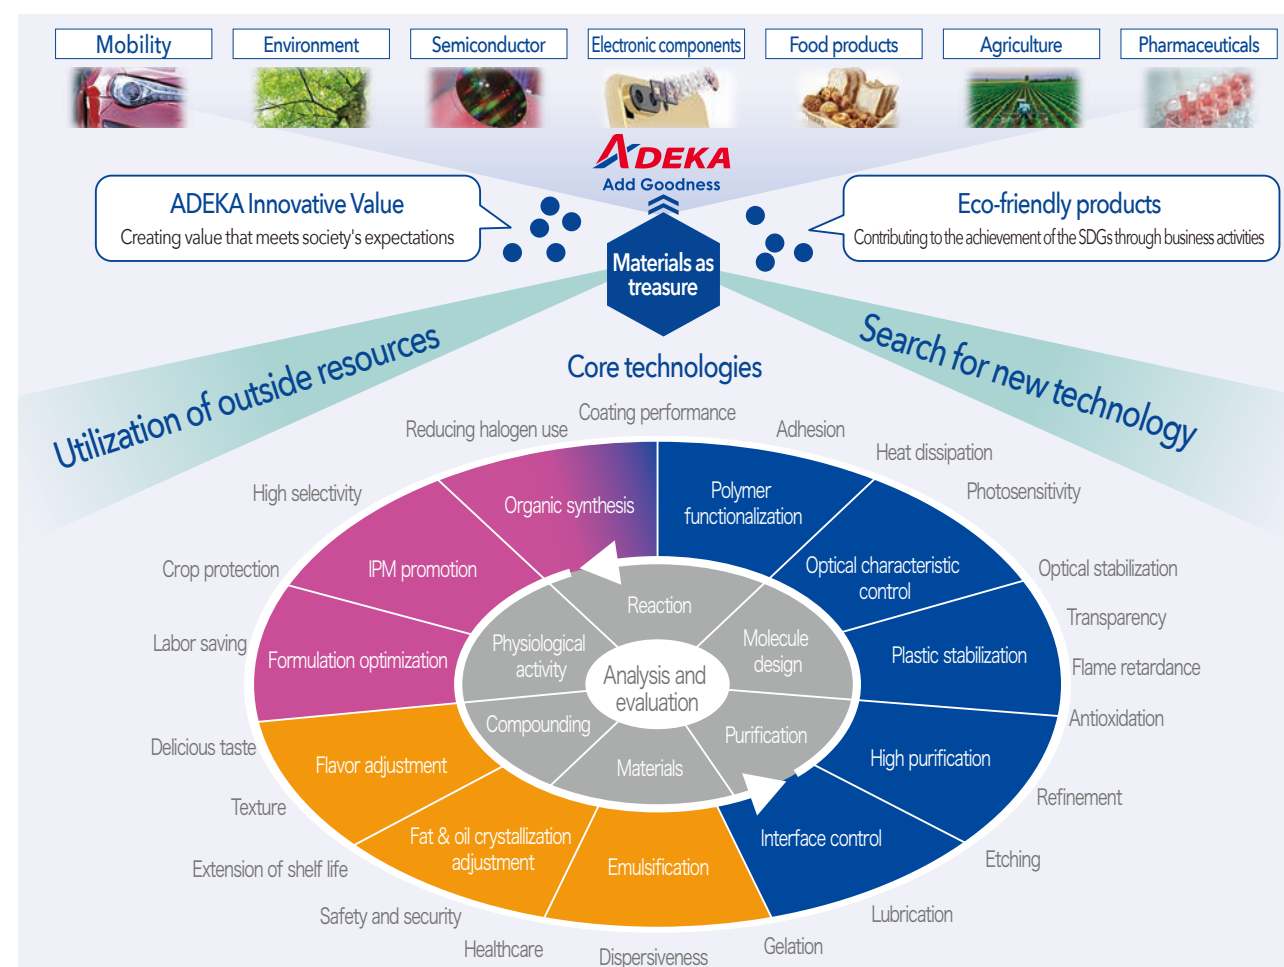 Mobility
Environment
Semiconductor
Electronic components
Food products
Agriculture
Pharmaceuticals
ADEKA
Add Goodness
ADEKA Innovative Value
Creating value that meets society's expectations
Eco-friendly products
Contributing to the achievement of the SDGs through business activities
Materials as
treasure
Utilization of outside resources
Search for new technology
Core technologies
Coating performance
Reducing halogen use
Adhesion
Heat dissipation
High selectivity
Photosensitivity
Crop protection
Optical stabilization
Labor saving
Transparency
Flame retardance
Antioxidation
Delicious taste
Texture
Refinement
Extension of shelf life
Etching
Safety and security
Lubrication
Healthcare
Dispersiveness
Gelation
Organic synthesis
Polymer
functionalization
IPM promotion
Optical characteristic
control
Formulation optimization
Plastic stabilization
Flavor adjustment
High purification
Fat & oil crystallization
adjustment
Emulsification
Interface control
Reaction
Physiological
activity
Molecule
design
Analysis and
evaluation
Compounding
Purification
Materials